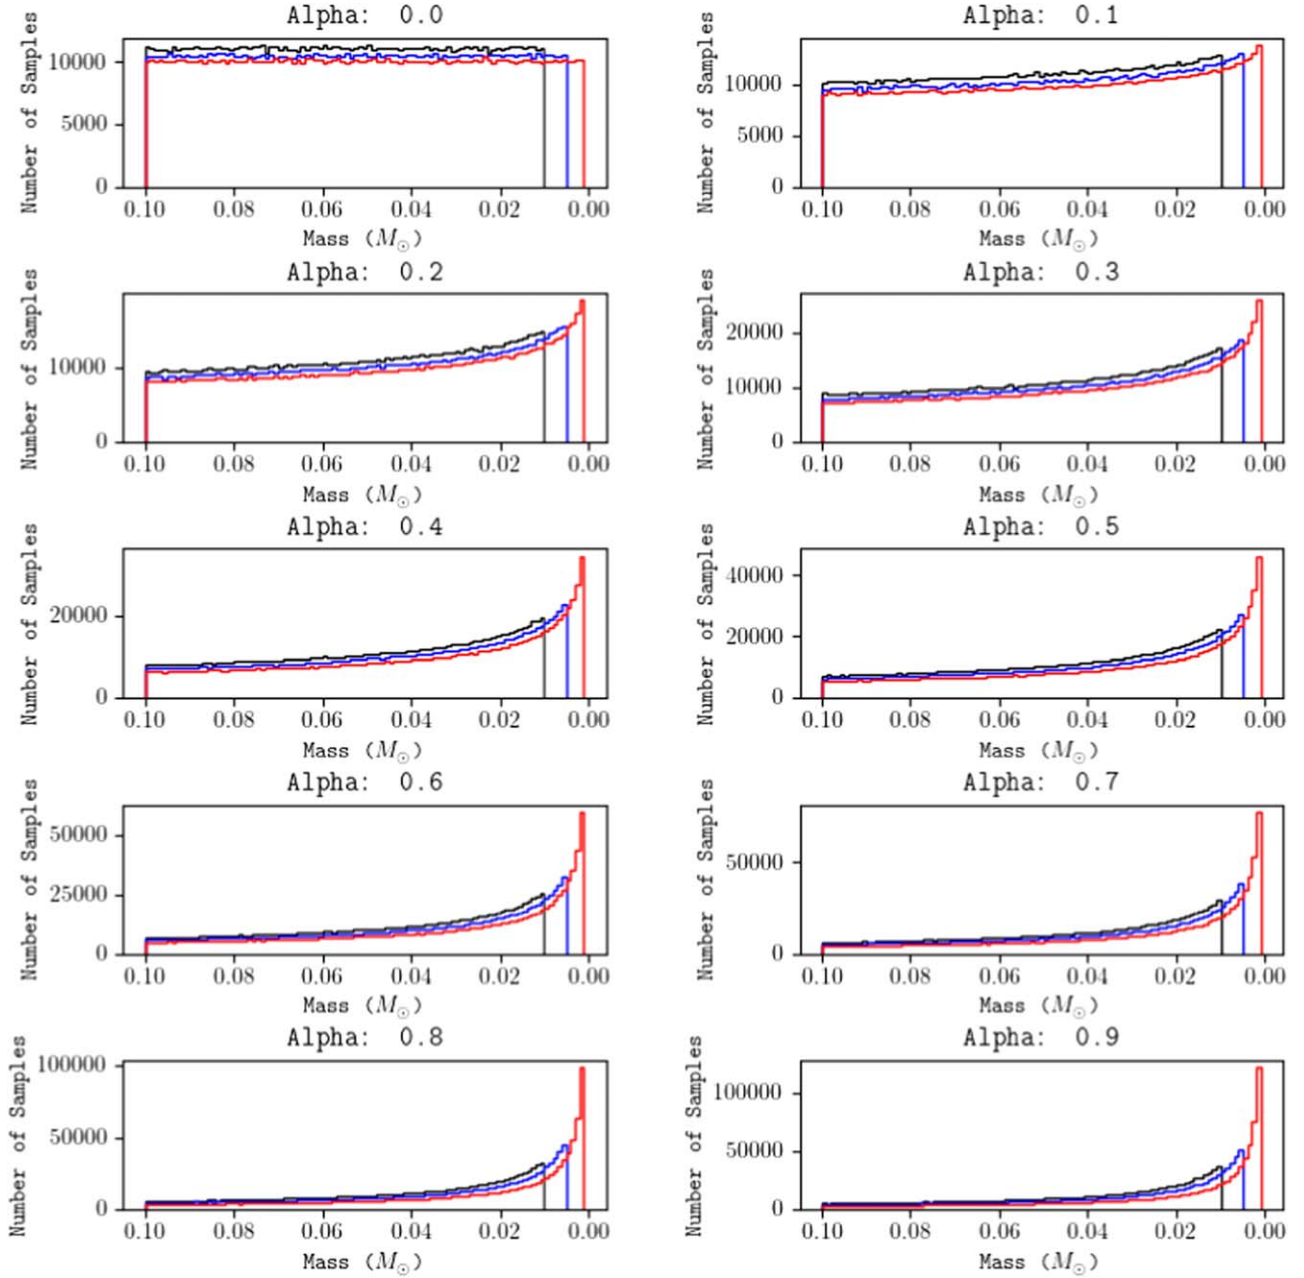 Alpha: 0.0
Number of Samples
10000
5000
0
0.10 0.08 0.06 0.04 0.02 0.00
Mass (M⊙)
Alpha: 0.1
Number of Samples
10000
5000
0
0.10 0.08 0.06 0.04 0.02 0.00
Mass (M⊙)
Alpha: 0.2
Number of Samples
10000
0
0.10 0.08 0.06 0.04 0.02 0.00
Mass (M⊙)
Alpha: 0.3
Number of Samples
20000
10000
0
0.10 0.08 0.06 0.04 0.02 0.00
Mass (M⊙)
Alpha: 0.4
Number of Samples
20000
0
0.10 0.08 0.06 0.04 0.02 0.00
Mass (M⊙)
Alpha: 0.5
Number of Samples
40000
20000
0
0.10 0.08 0.06 0.04 0.02 0.00
Mass (M⊙)
Alpha: 0.6
Number of Samples
50000
25000
0
0.10 0.08 0.06 0.04 0.02 0.00
Mass (M⊙)
Alpha: 0.7
Number of Samples
50000
0
0.10 0.08 0.06 0.04 0.02 0.00
Mass (M⊙)
Alpha: 0.8
Number of Samples
100000
50000
0
0.10 0.08 0.06 0.04 0.02 0.00
Mass (M⊙)
Alpha: 0.9
Number of Samples
100000
50000
0
0.10 0.08 0.06 0.04 0.02 0.00
Mass (M⊙)